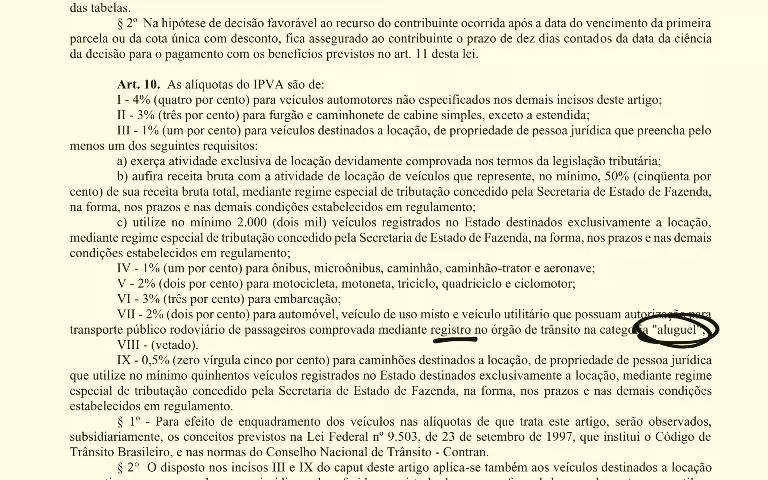 das tabelas.
§ 2º Na hipótese de decisão favorável ao recurso do contribuinte ocorrida após a data do vencimento da primeira
parcela ou da cota única com desconto, fica assegurado ao contribuinte o prazo de dez dias contados da data da ciência
da decisão para o pagamento com os benefícios previstos no art. 11 desta lei.
Art. 10. As alíquotas do IPVA são de:
I - 4% (quatro por cento) para veículos automotores não especificados nos demais incisos deste artigo;
II - 3% (três por cento) para furgão e caminhonete de cabine simples, exceto a estendida;
III - 1% (um por cento) para veículos destinados a locação, de propriedade de pessoa jurídica que preencha pelo
menos um dos seguintes requisitos:
a) exerça atividade exclusiva de locação devidamente comprovada nos termos da legislação tributária;
b) aufira receita bruta com a atividade de locação de veículos que represente, no mínimo, 50% (cinqüenta por
cento) de sua receita bruta total, mediante regime especial de tributação concedido pela Secretaria de Estado de Fazenda,
na forma, nos prazos e nas demais condições estabelecidos em regulamento;
c) utilize no mínimo 2.000 (dois mil) veículos registrados no Estado destinados exclusivamente a locação,
mediante regime especial de tributação concedido pela Secretaria de Estado de Fazenda, na forma, nos prazos e nas demais
condições estabelecidos em regulamento;
IV - 1% (um por cento) para ônibus, microônibus, caminhão, caminhão-trator e aeronave;
V - 2% (dois por cento) para motocicleta, motoneta, triciclo, quadriciclo e ciclomotor;
VI - 3% (três por cento) para embarcação;
VII - 2% (dois por cento) para automóvel, veículo de uso misto e veículo utilitário que possuam autorização para
transporte público rodoviário de passageiros comprovada mediante registro no órgão de trânsito na categoria "aluguel";
VIII - (vetado).
IX - 0,5% (zero vírgula cinco por cento) para caminhões destinados a locação, de propriedade de pessoa jurídica
que utilize no mínimo quinhentos veículos registrados no Estado destinados exclusivamente a locação, mediante regime
especial de tributação concedido pela Secretaria de Estado de Fazenda, na forma, nos prazos e nas demais condições
estabelecidos em regulamento.
§ 1º - Para efeito de enquadramento dos veículos nas alíquotas de que trata este artigo, serão observados,
subsidiariamente, os conceitos previstos na Lei Federal nº 9.503, de 23 de setembro de 1997, que institui o Código de
Trânsito Brasileiro, e nas normas do Conselho Nacional de Trânsito - Contran.
§ 2° O disposto nos incisos III e IX do caput deste artigo aplica-se também aos veículos destinados a locação